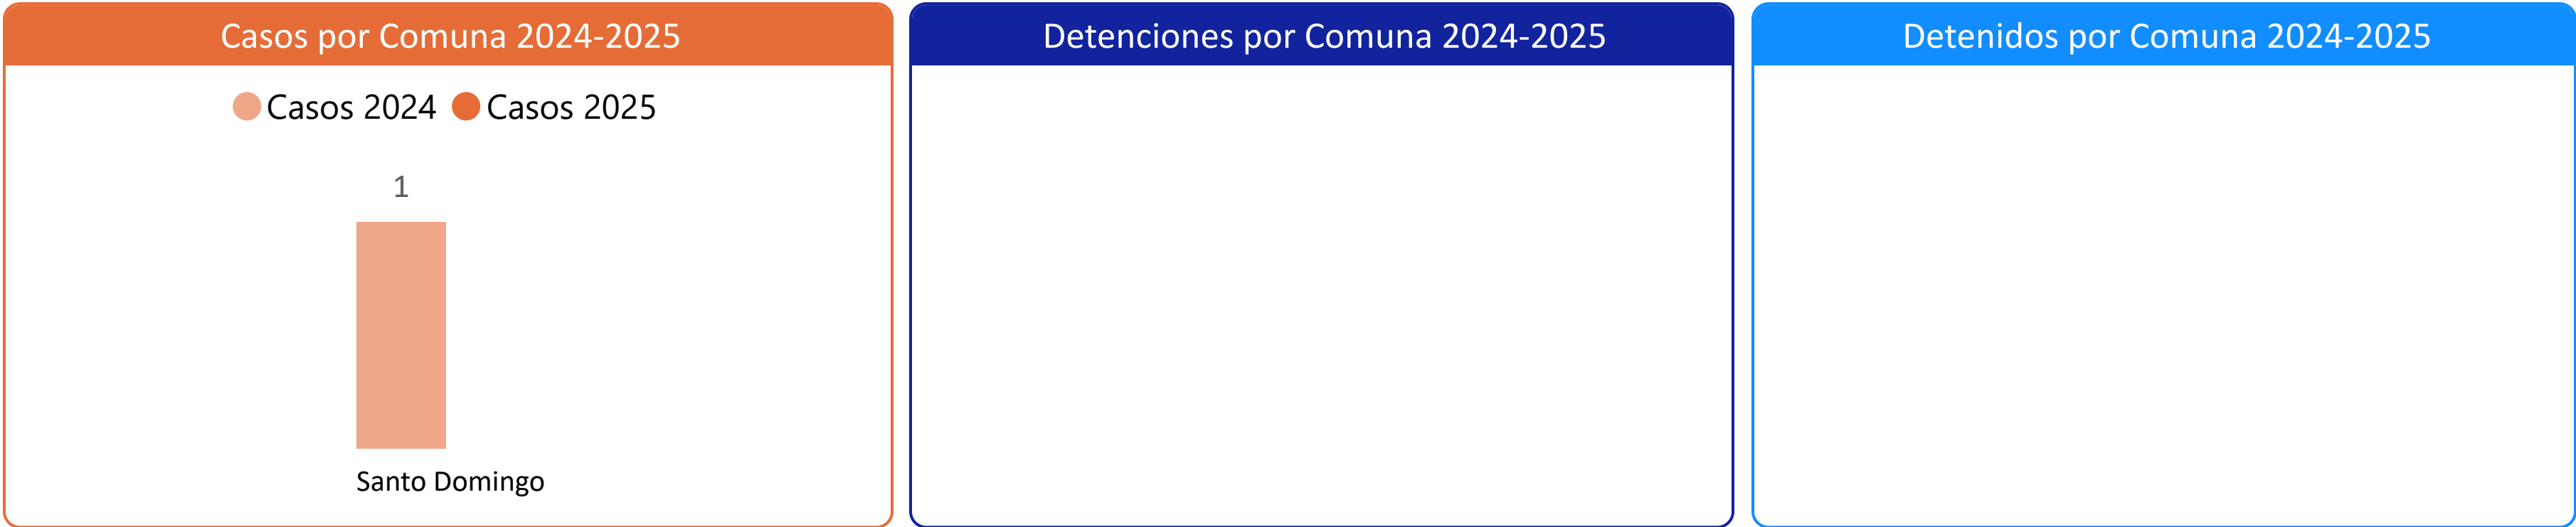 Casos por Comuna 2024-2025
Casos 2024 Casos 2025
1
Santo Domingo
Detenciones por Comuna 2024-2025
Detenidos por Comuna 2024-2025